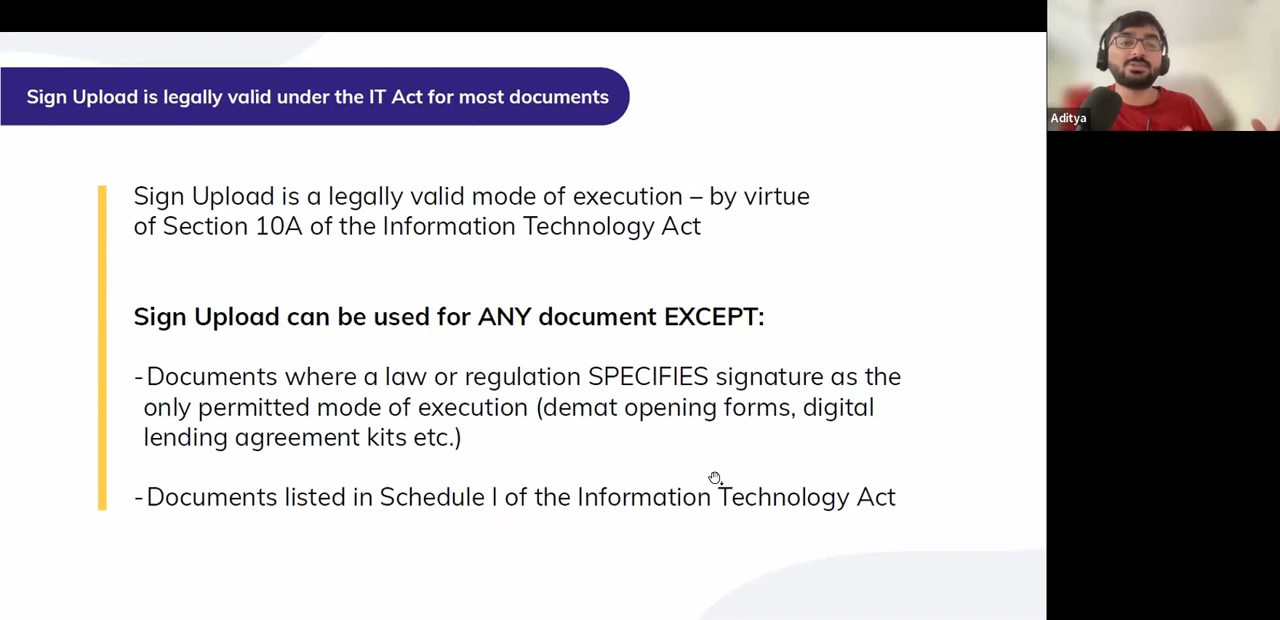 Sign Upload is legally valid under the IT Act for most documents
Aditya
Sign Upload is a legally valid mode of execution – by virtue
of Section 10A of the Information Technology Act
Sign Upload can be used for ANY document EXCEPT:
-Documents where a law or regulation SPECIFIES signature as the
only permitted mode of execution (demat opening forms, digital
lending agreement kits etc.)
-Documents listed in Schedule I of the Information Technology Act